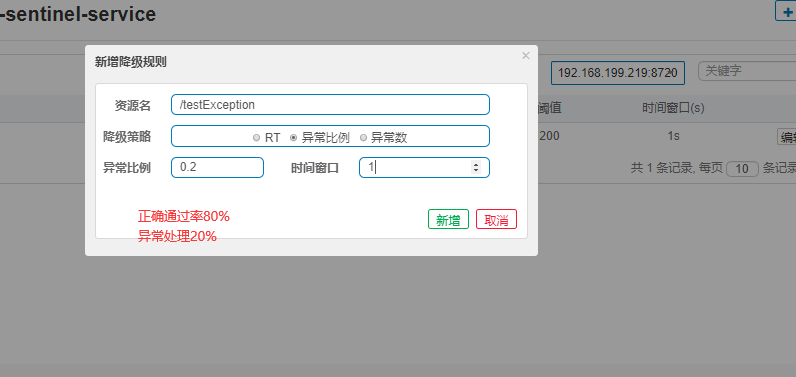 -sentinel-service
新增降级规则
×
192.168.199.219:8720
关键字
资源名
/testException
阈值
时间窗口(s)
降级策略
RT
异常比例
异常数
200
1s
编辑
异常比例
0.2
时间窗口
1
共 1 条记录, 每页 10 条记录
正确通过率80%
异常处理20%
新增
取消